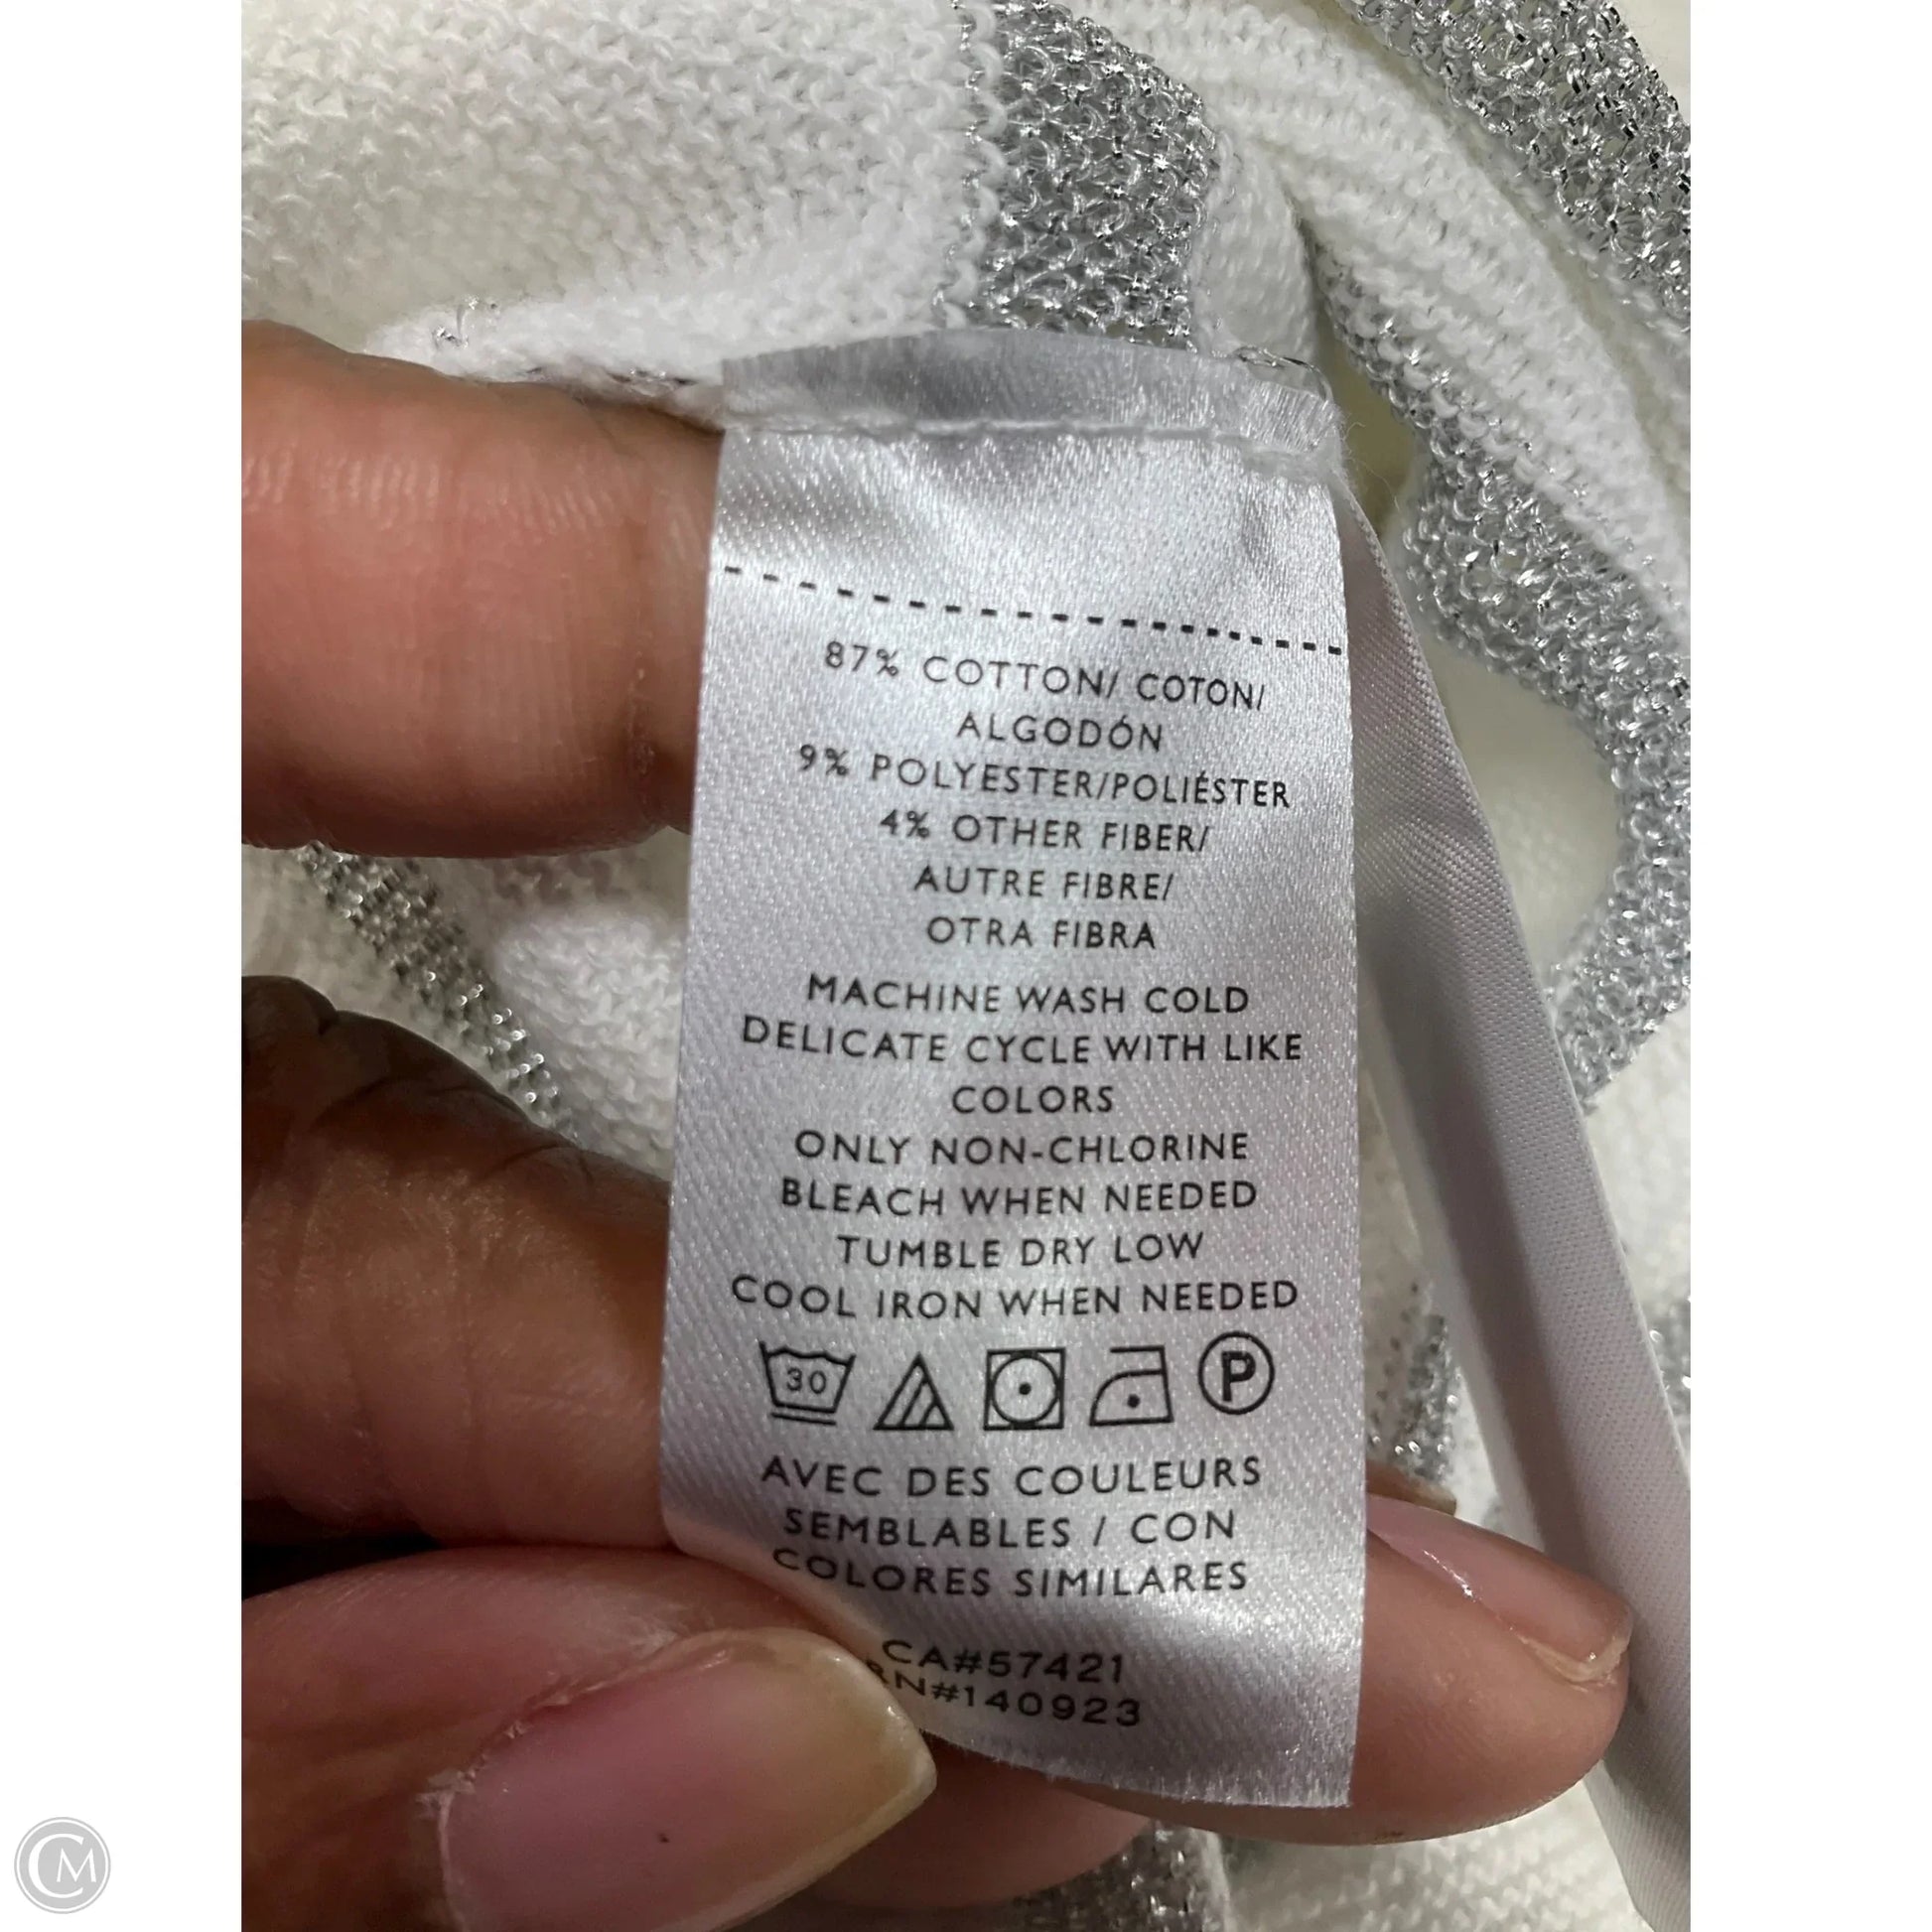 87% COTTON/ COTON/
ALGODÓN
9% POLYESTER/POLIÉSTER
4% OTHER FIBER/
AUTRE FIBRE/
OTRA FIBRA
MACHINE WASH COLD
DELICATE CYCLE WITH LIKE
COLORS
ONLY NON-CHLORINE
BLEACH WHEN NEEDED
TUMBLE DRY LOW
COOL IRON WHEN NEEDED
30 P
AVEC DES COULEURS
SEMBLABLES / CON
COLORES SIMILARES
CA#57421
RN#140923
CM